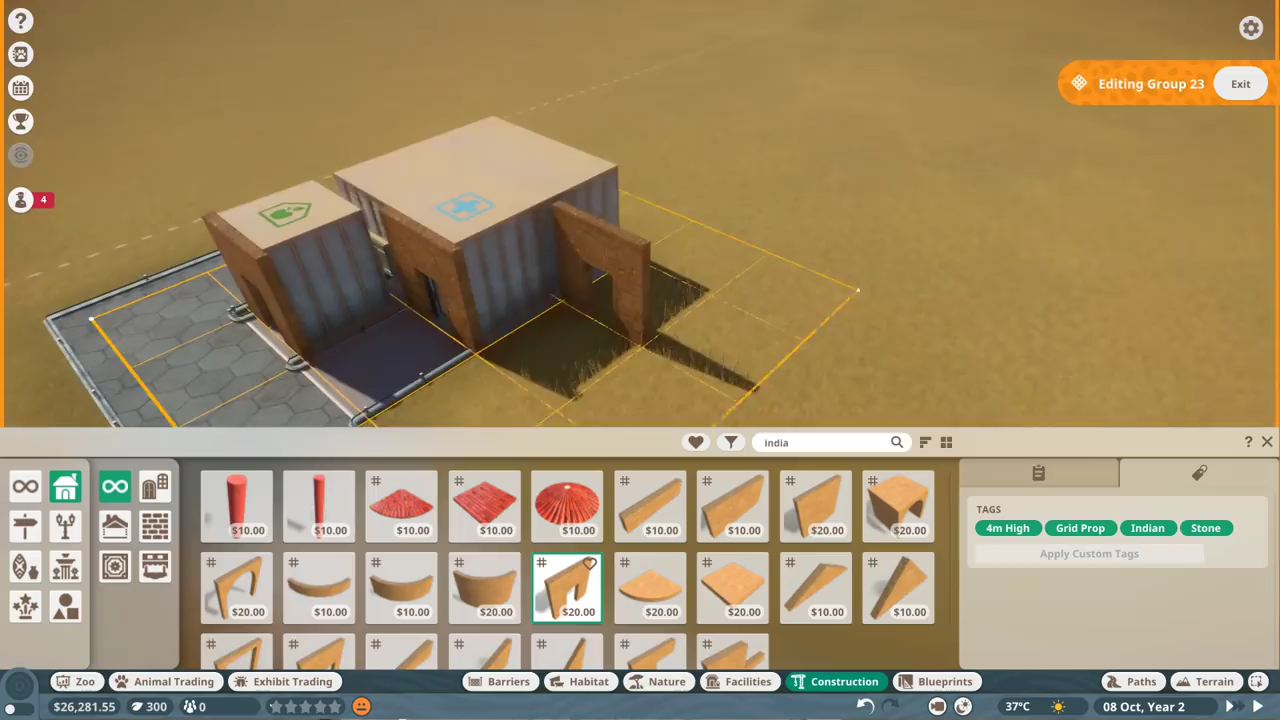 ?
Editing Group 23
Exit
4
india
? ×
$10.00 $10.00 $10.00 $10.00 $10.00 $10.00 $10.00 $20.00 $20.00
$20.00 $10.00 $10.00 $20.00 $20.00 $20.00 $20.00 $10.00 $10.00
TAGS
4m High Grid Prop Indian Stone
Apply Custom Tags
Zoo Animal Trading Exhibit Trading Barriers Habitat Nature Facilities Construction Blueprints Paths Terrain
$26,281.55 300 0 37°C 08 Oct, Year 2